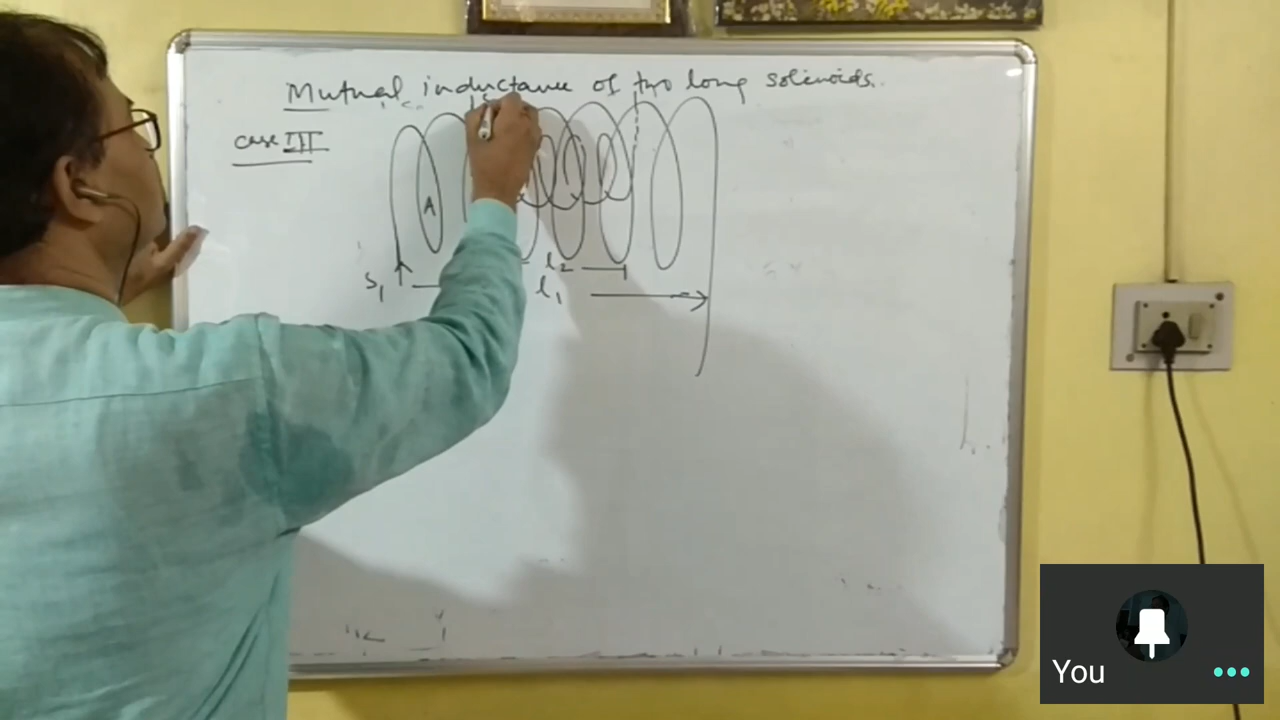 Mutual inductance of two long solenoids.
case III
A
l2
S1
l1
You